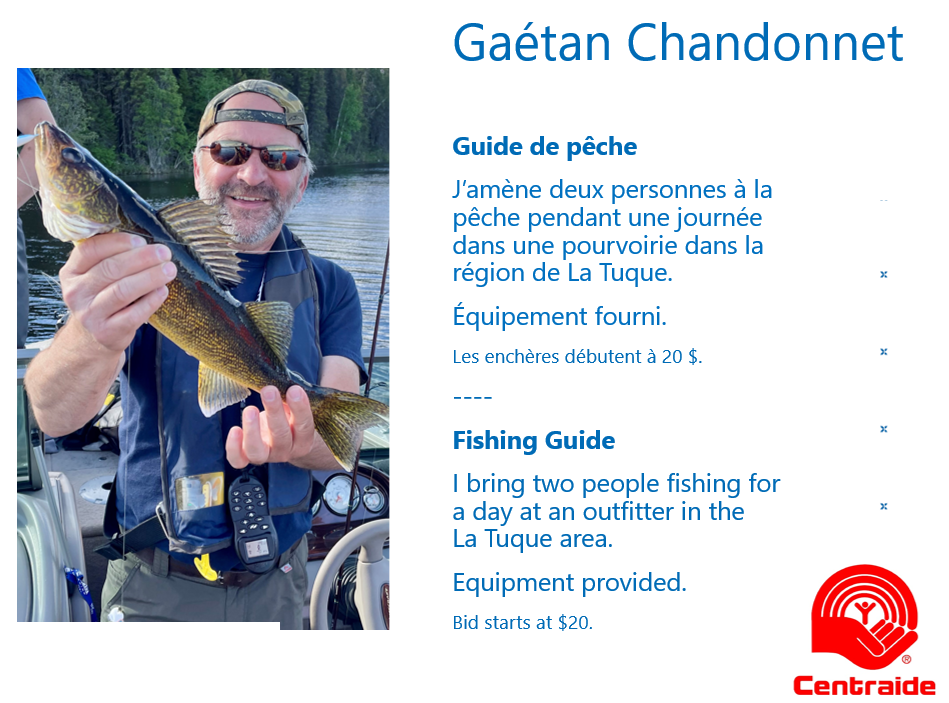 Gaétan Chandonnet
Guide de pêche
J’amène deux personnes à la
pêche pendant une journée
dans une pourvoirie dans la
région de La Tuque.
Équipement fourni.
Les enchères débutent à 20 $.
----
Fishing Guide
I bring two people fishing for
a day at an outfitter in the
La Tuque area.
Equipment provided.
Bid starts at $20.
®
Centraide